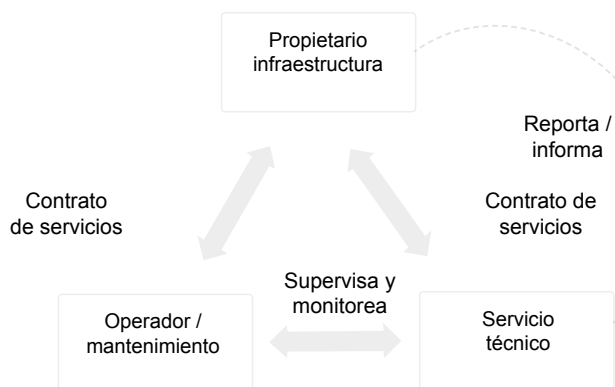 Propietario
infraestructura
Reporta /
informa
Contrato
de servicios
Contrato de
servicios
Supervisa y
monitorea
Operador /
mantenimiento
Servicio
técnico